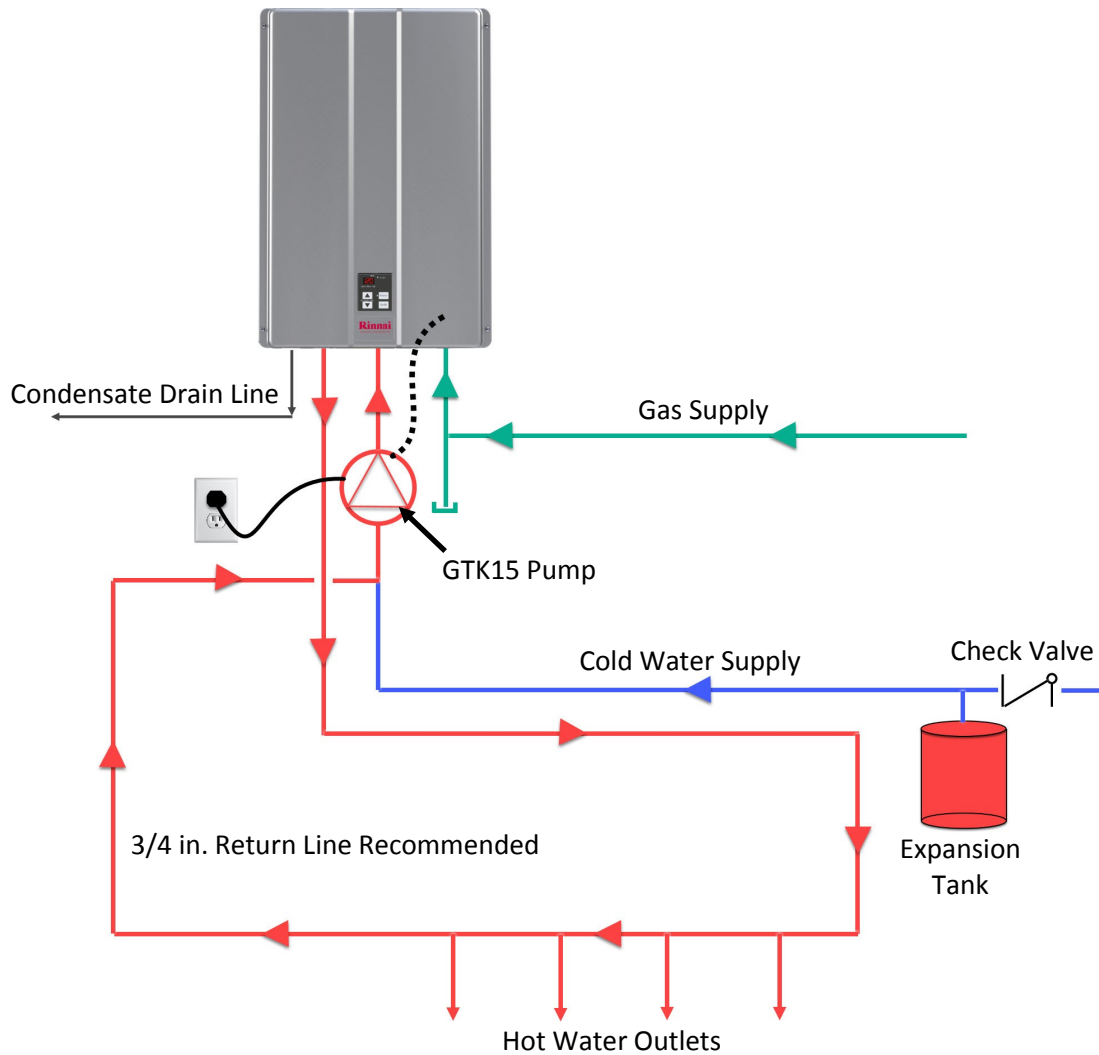 Rinnai
Condensate Drain Line
Gas Supply
GTK15 Pump
Cold Water Supply
Check Valve
3/4 in. Return Line Recommended
Expansion
Tank
Hot Water Outlets